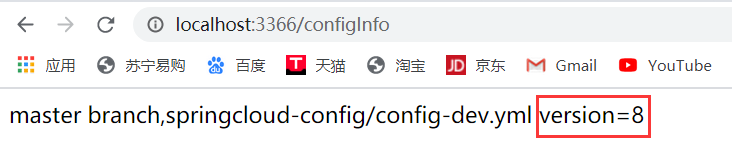 localhost:3366/configInfo
应用 苏宁易购 百度 天猫 淘宝 京东 Gmail YouTube
master branch,springcloud-config/config-dev.yml version=8